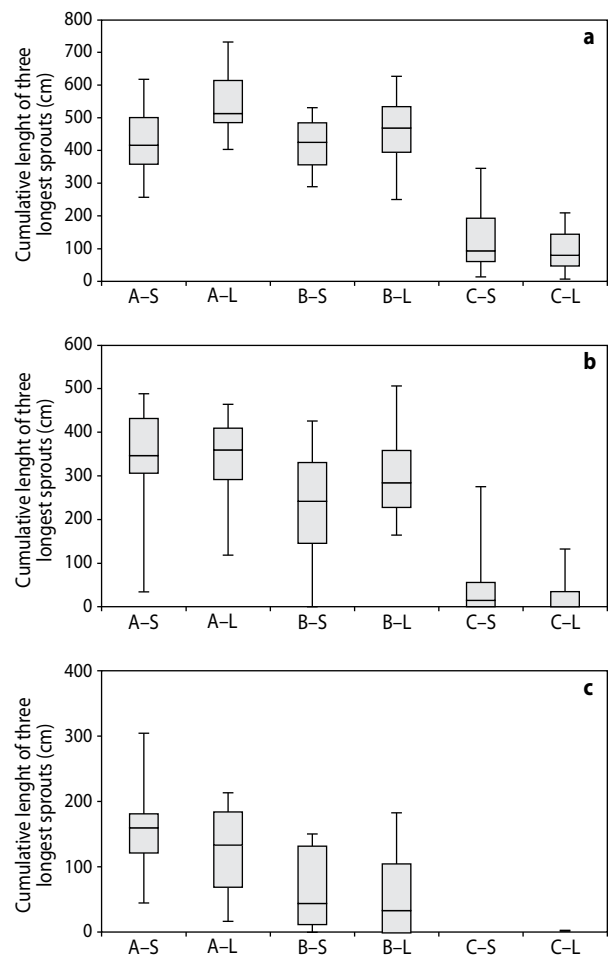 a
Cumulative lenght of three
longest sprouts (cm)
800
700
600
500
400
300
200
100
0
A–S A–L B–S B–L C–S C–L
b
Cumulative lenght of three
longest sprouts (cm)
600
500
400
300
200
100
0
A–S A–L B–S B–L C–S C–L
c
Cumulative lenght of three
longest sprouts (cm)
400
300
200
100
0
A–S A–L B–S B–L C–S C–L